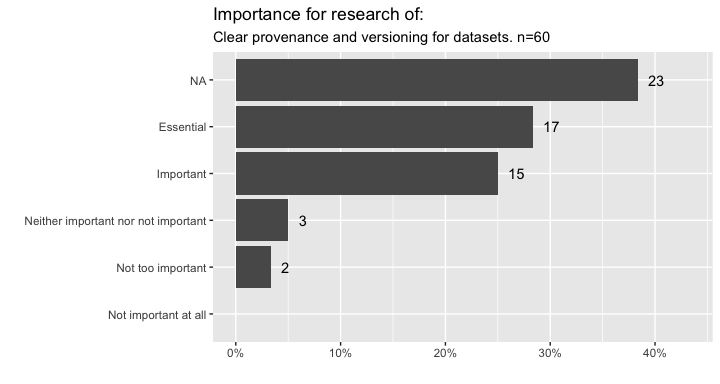 Importance for research of:
Clear provenance and versioning for datasets. n=60
NA
23
Essential
17
Important
15
Neither important nor not important
3
Not too important
2
Not important at all
0%
10%
20%
30%
40%